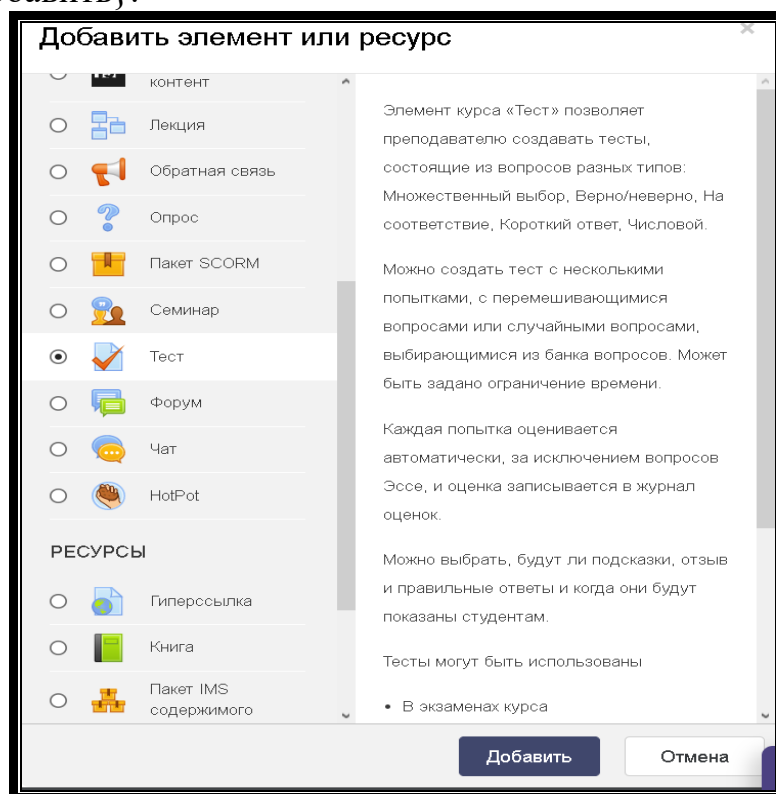 Добавить элемент или ресурс
×
контент
Лекция
Обратная связь
Опрос
Пакет SCORM
Семинар
Тест
Форум
Чат
HotPot
РЕСУРСЫ
Гиперссылка
Книга
Пакет IMS
содержимого
Элемент курса «Тест» позволяет
преподавателю создавать тесты,
состоящие из вопросов разных типов:
Множественный выбор, Верно/неверно, На
соответствие, Короткий ответ, Числовой.
Можно создать тест с несколькими
попытками, с перемешивающимися
вопросами или случайными вопросами,
выбирающимися из банка вопросов. Может
быть задано ограничение времени.
Каждая попытка оценивается
автоматически, за исключением вопросов
Эссе, и оценка записывается в журнал
оценок.
Можно выбрать, будут ли подсказки, отзыв
и правильные ответы и когда они будут
показаны студентам.
Тесты могут быть использованы
• В экзаменах курса
Добавить
Отмена